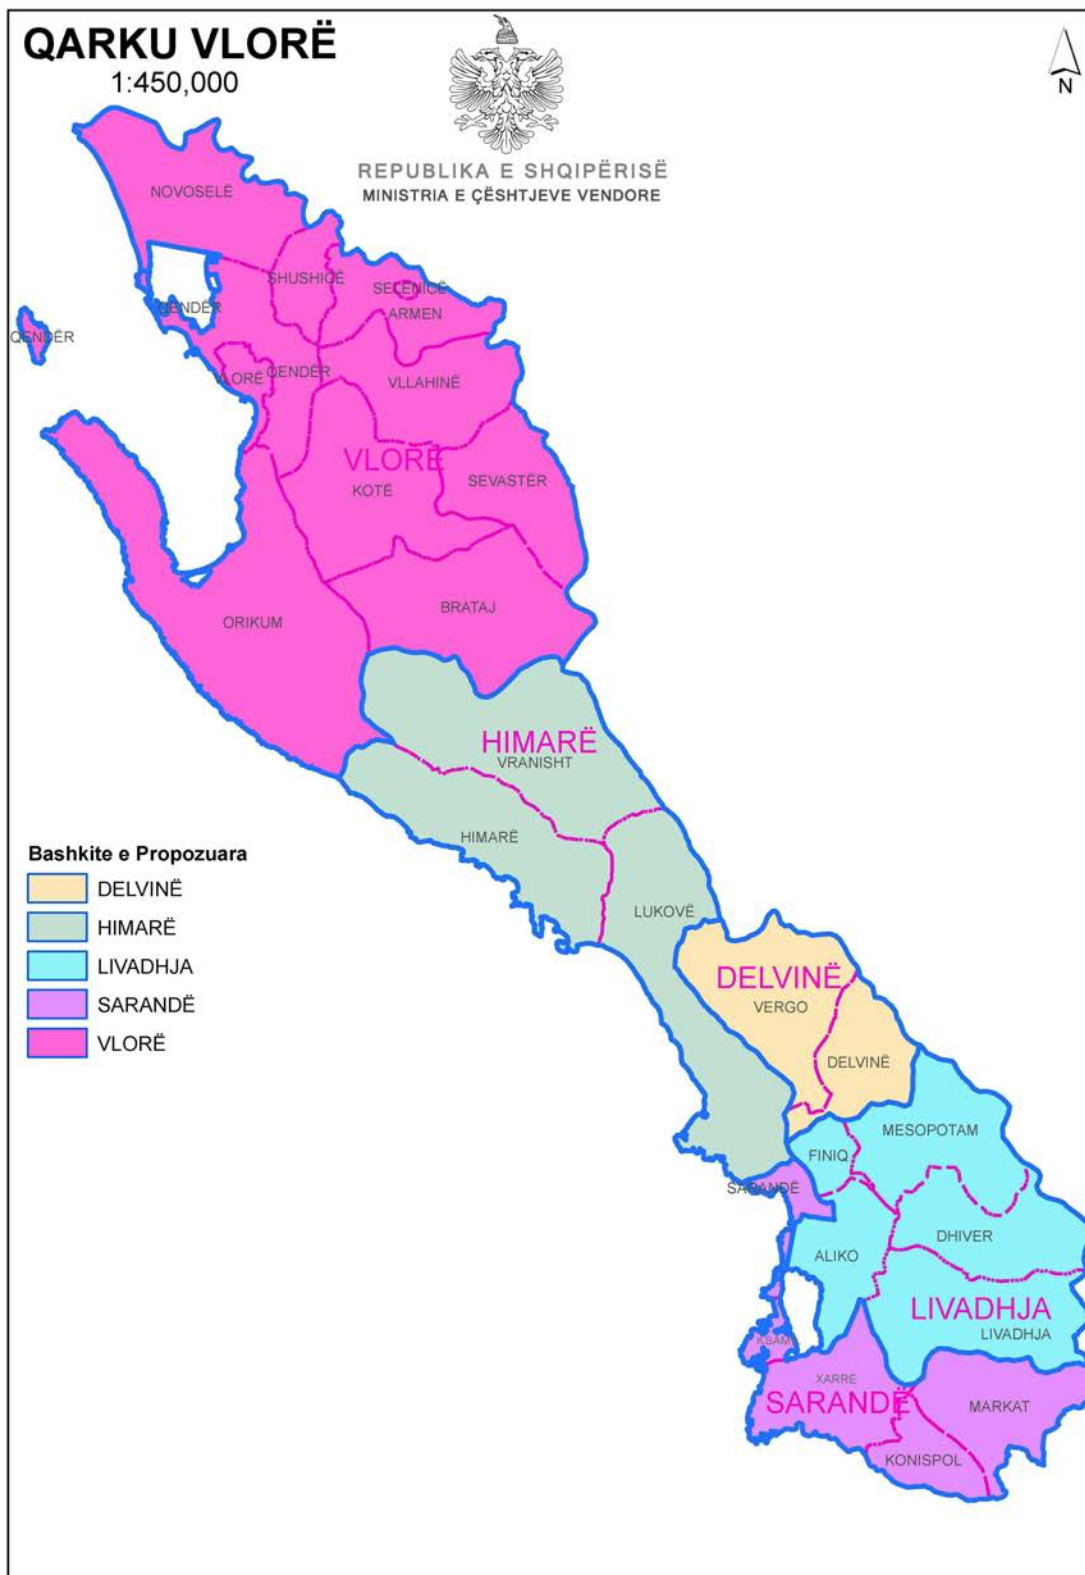 QARKU VLORË
1:450,000
N
REPUBLIKA E SHQIPËRISË
MINISTRIA E ÇËSHTJEVE VENDORE
NOVOSELË
SHUSHICË
SELENICË
QENDËR
ARMEN
QENDËR
VLORË
QENDËR
VLLAHINË
VLORË
SEVASTËR
KOTË
BRATAJ
ORIKUM
HIMARË
VRANISHT
HIMARË
Bashkite e Propozuara
DELVINË
HIMARË
LIVADHJA
SARANDË
VLORË
LUKOVË
DELVINË
VERGO
DELVINË
MESOPOTAM
FINIQ
SARANDË
DHIVER
ALIKO
LIVADHJA
LIVADHJA
KSAMIL
XARRË
SARANDË
MARKAT
KONISPOL